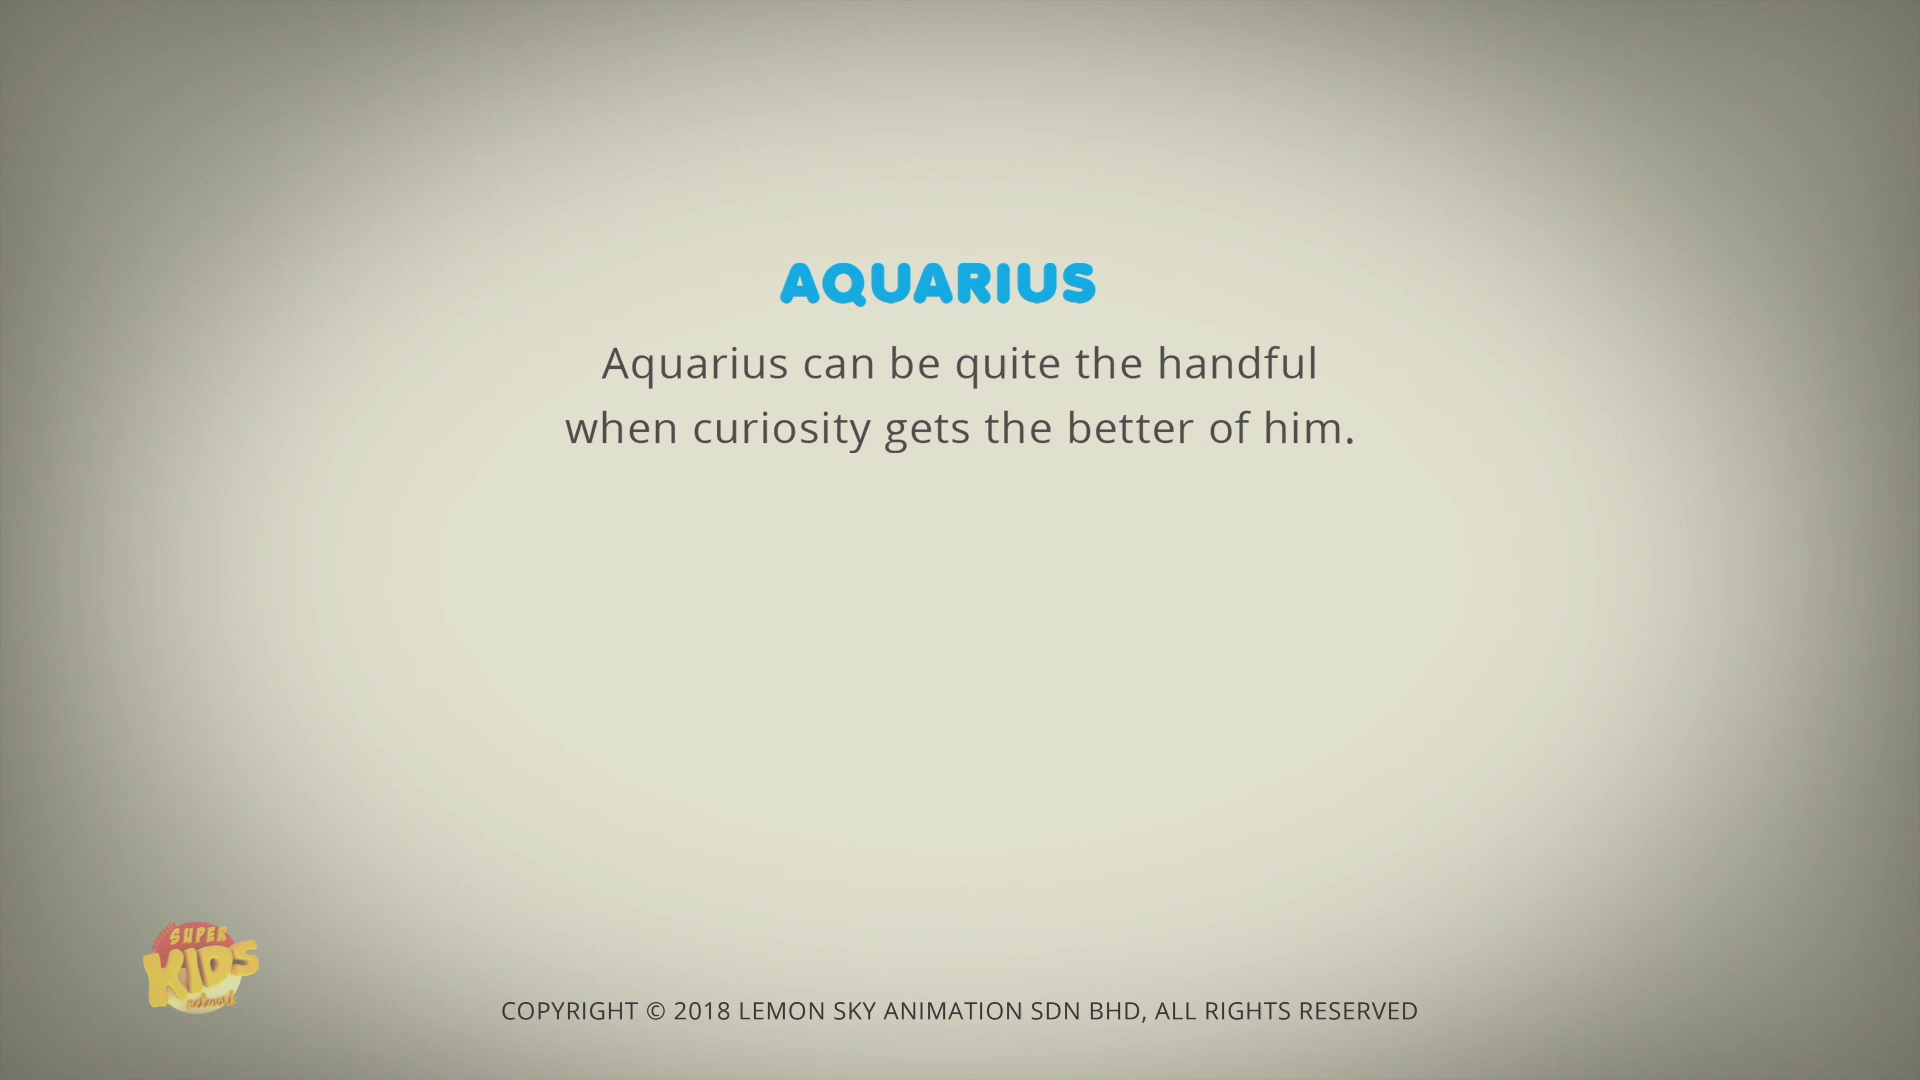 AQUARIUS
Aquarius can be quite the handful
when curiosity gets the better of him.
SUPER
KIDS
network
COPYRIGHT © 2018 LEMON SKY ANIMATION SDN BHD, ALL RIGHTS RESERVED